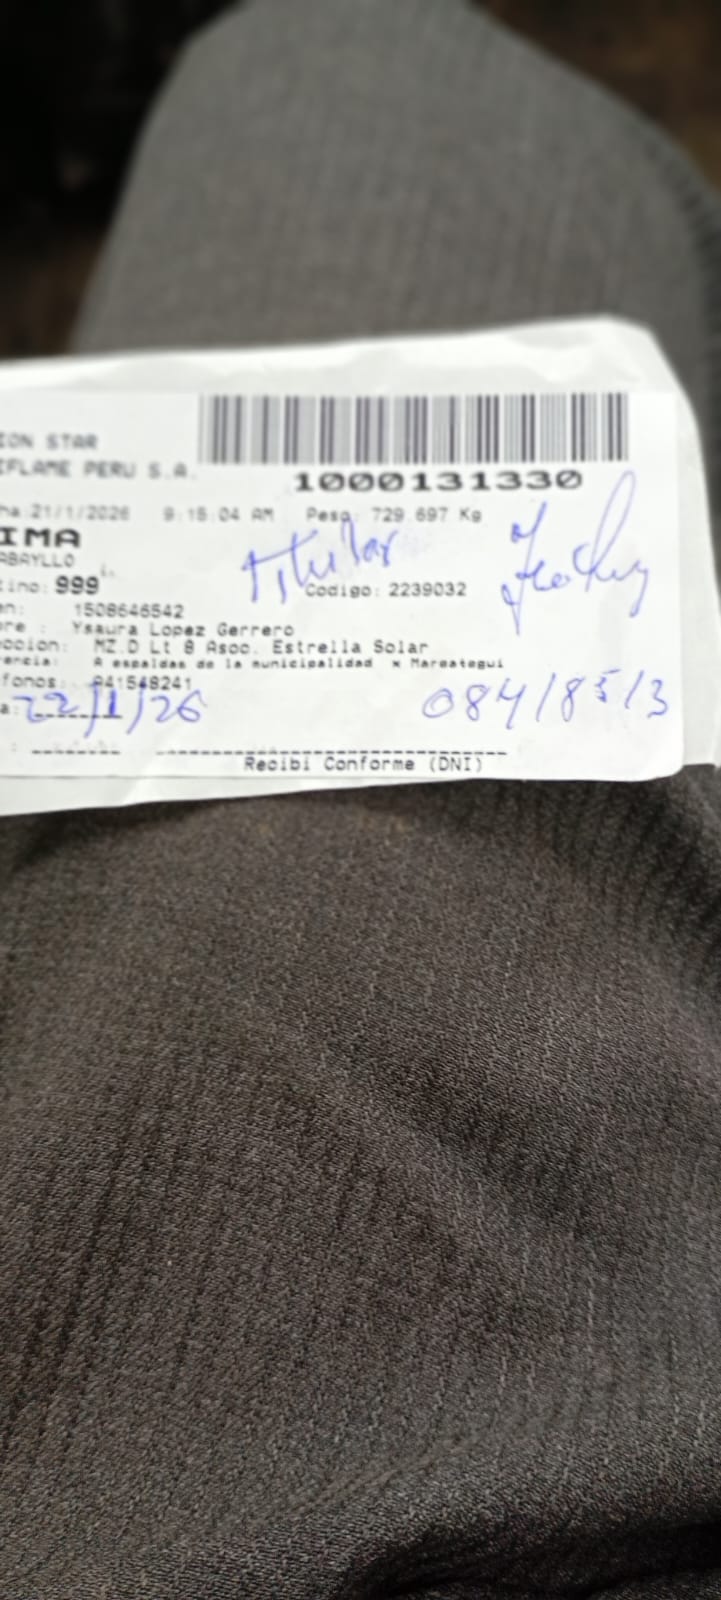 ION STAR
IFLAME PERU S.A.
1000131330
ha:21/1/2026 9:15:04 AM Peso: 729.697 Kg
IMA
ABAYLLO
Titular
tino: 999 Codigo: 2239032
en: 1508646542
re : Ysaura Lopez Gerrero
ccion: MZ.D Lt 8 Asoc. Estrella Solar
rencia: A espaldas de la municipalidad x Mareategui
fonos: 941548241
a: 22/1/26 08418513
Recibi Conforme (DNI)